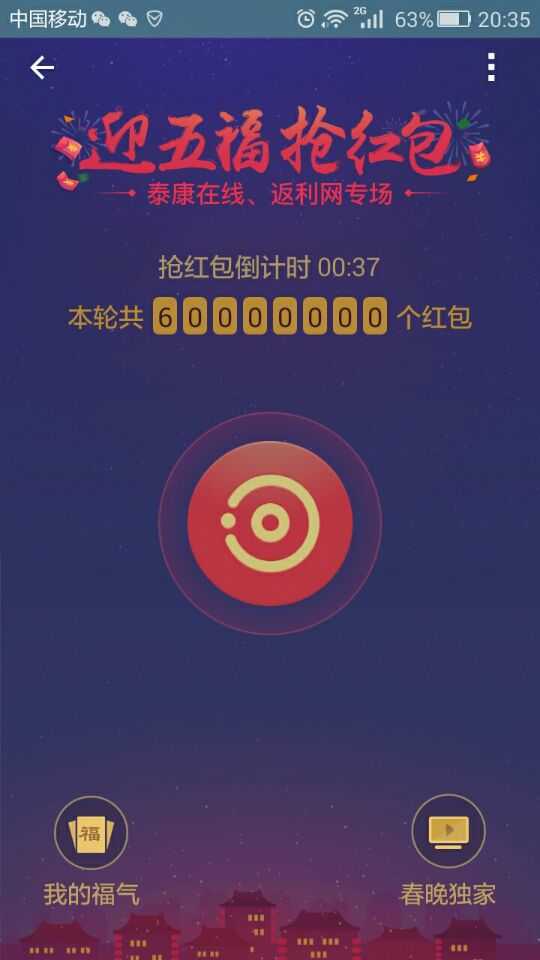 中国移动 2G 63% 20:35
迎五福抢红包
泰康在线、返利网专场
抢红包倒计时 00:37
本轮共 60000000 个红包
福
我的福气
春晚独家